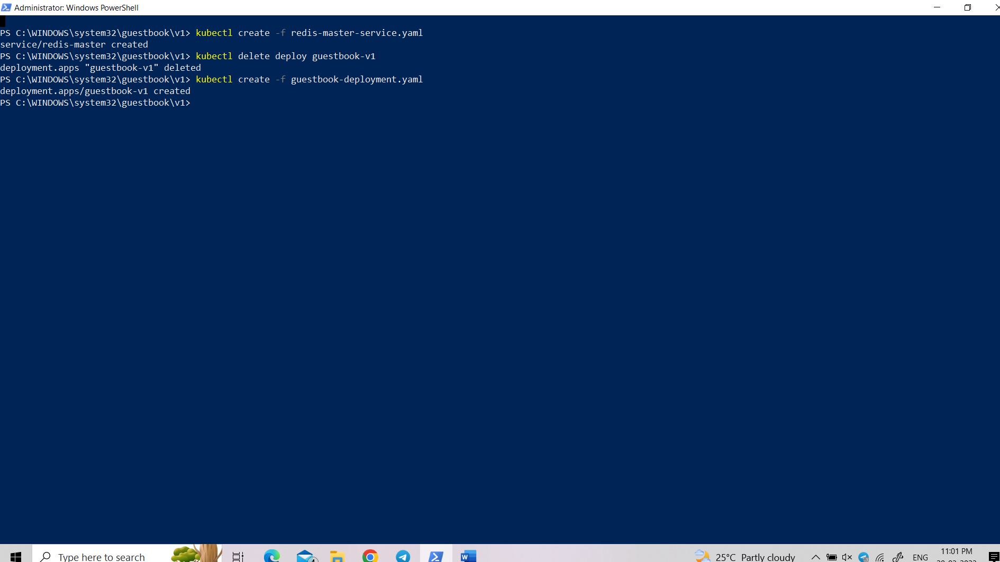 Administrator: Windows PowerShell
PS C:\WINDOWS\system32\guestbook\v1> kubectl create -f redis-master-service.yaml
service/redis-master created
PS C:\WINDOWS\system32\guestbook\v1> kubectl delete deploy guestbook-v1
deployment.apps "guestbook-v1" deleted
PS C:\WINDOWS\system32\guestbook\v1> kubectl create -f guestbook-deployment.yaml
deployment.apps/guestbook-v1 created
PS C:\WINDOWS\system32\guestbook\v1>
Type here to search
25°C Partly cloudy
ENG
11:01 PM